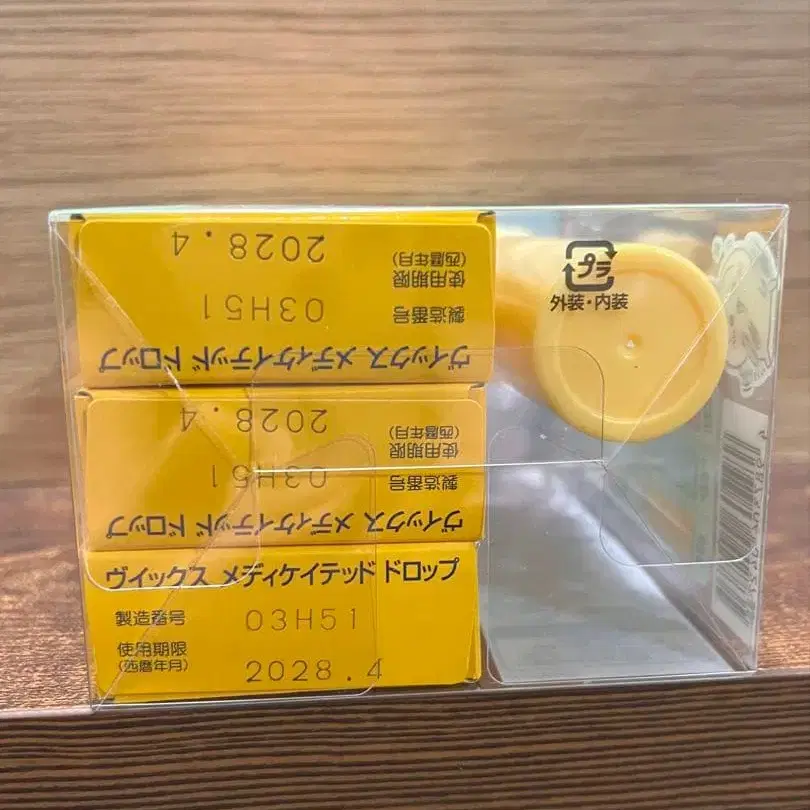 2028.4
使用期限
(西暦年月)
製造番号 03H51
ヴイックス メディケイテッド ドロップ
2028.4
使用期限
(西暦年月)
製造番号 03H51
ヴイックス メディケイテッド ドロップ
ヴイックス メディケイテッド ドロップ
製造番号 03H51
使用期限
(西暦年月) 2028.4
プラ
外装・内装